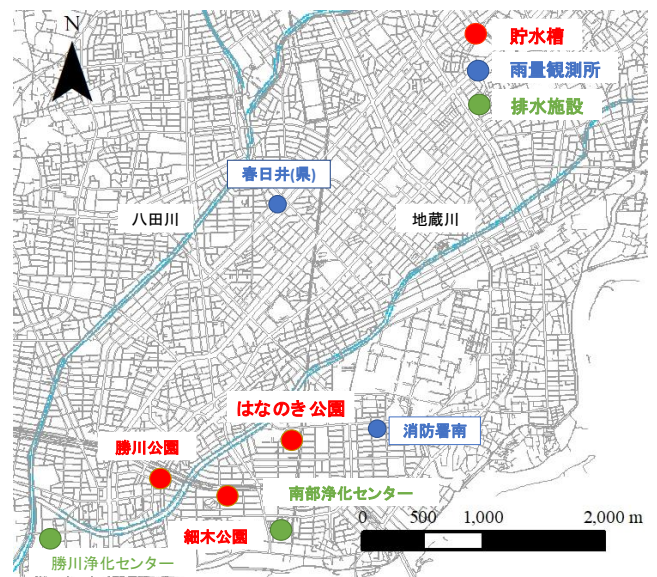 N
貯水槽
雨量観測所
排水施設
春日井(県)
八田川
地蔵川
はなのき公園
勝川公園
消防署南
南部浄化センター
細木公園
勝川浄化センター
0 500 1,000 2,000 m